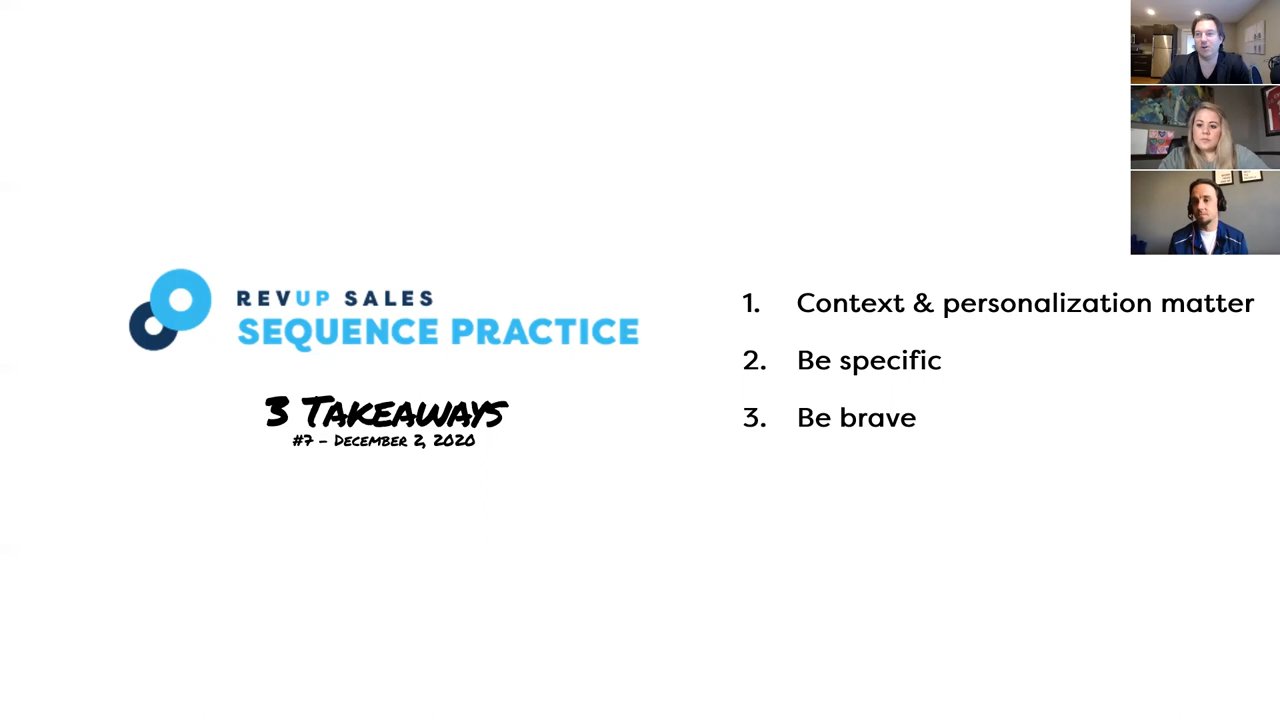 REVUP SALES
SEQUENCE PRACTICE
3 TAKEAWAYS
#7 – DECEMBER 2, 2020
1. Context & personalization matter
2. Be specific
3. Be brave